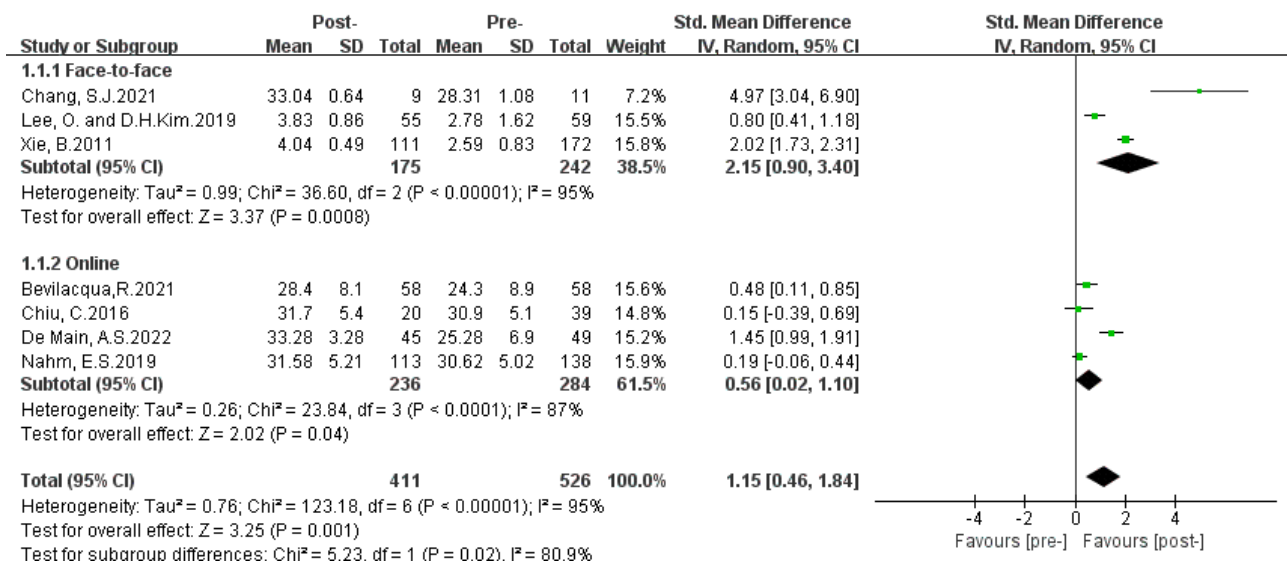 Post- Pre- Std. Mean Difference Std. Mean Difference
Study or Subgroup Mean SD Total Mean SD Total Weight IV, Random, 95% CI IV, Random, 95% CI
1.1.1 Face-to-face
Chang, S.J.2021 33.04 0.64 9 28.31 1.08 11 7.2% 4.97 [3.04, 6.90]
Lee, O. and D.H.Kim.2019 3.83 0.86 55 2.78 1.62 59 15.5% 0.80 [0.41, 1.18]
Xie, B.2011 4.04 0.49 111 2.59 0.83 172 15.8% 2.02 [1.73, 2.31]
Subtotal (95% CI) 175 242 38.5% 2.15 [0.90, 3.40]
Heterogeneity: Tau² = 0.99; Chi² = 36.60, df = 2 (P < 0.00001); I² = 95%
Test for overall effect: Z = 3.37 (P = 0.0008)
1.1.2 Online
Bevilacqua,R.2021 28.4 8.1 58 24.3 8.9 58 15.6% 0.48 [0.11, 0.85]
Chiu, C.2016 31.7 5.4 20 30.9 5.1 39 14.8% 0.15 [-0.39, 0.69]
De Main, A.S.2022 33.28 3.28 45 25.28 6.9 49 15.2% 1.45 [0.99, 1.91]
Nahm, E.S.2019 31.58 5.21 113 30.62 5.02 138 15.9% 0.19 [-0.06, 0.44]
Subtotal (95% CI) 236 284 61.5% 0.56 [0.02, 1.10]
Heterogeneity: Tau² = 0.26; Chi² = 23.84, df = 3 (P < 0.0001); I² = 87%
Test for overall effect: Z = 2.02 (P = 0.04)
Total (95% CI) 411 526 100.0% 1.15 [0.46, 1.84]
Heterogeneity: Tau² = 0.76; Chi² = 123.18, df = 6 (P < 0.00001); I² = 95%
Test for overall effect: Z = 3.25 (P = 0.001)
Test for subgroup differences: Chi² = 5.23, df = 1 (P = 0.02), I² = 80.9%
-4 -2 0 2 4
Favours [pre-] Favours [post-]